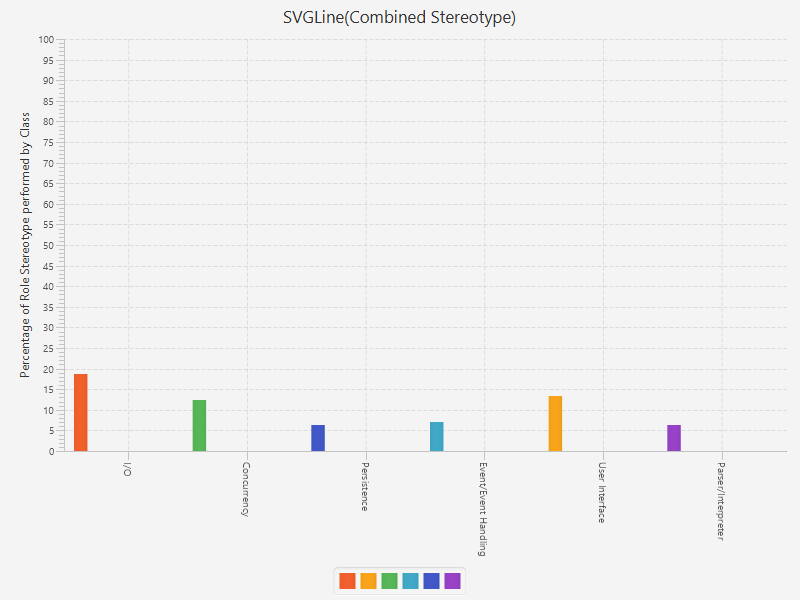 SVGLine(Combined Stereotype)
Percentage of Role Stereotype performed by Class
100
95
90
85
80
75
70
65
60
55
50
45
40
35
30
25
20
15
10
5
0
I/O
Concurrency
Persistence
Event/Event Handling
User Interface
Parser/Interpreter